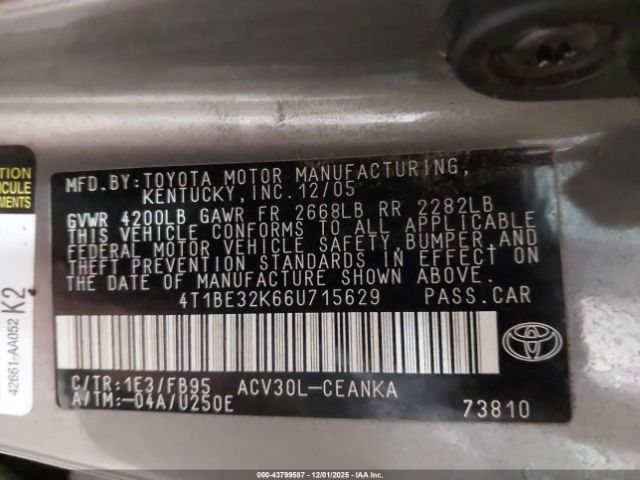 MFD.BY:TOYOTA MOTOR MANUFACTURING,
KENTUCKY,INC.12/05
GVWR 4200LB GAWR FR 2668LB RR 2282LB
THIS VEHICLE CONFORMS TO ALL APPLICABLE
FEDERAL MOTOR VEHICLE SAFETY,BUMPER,AND
THEFT PREVENTION STANDARDS IN EFFECT ON
THE DATE OF MANUFACTURE SHOWN ABOVE.
4T1BE32K66U715629 PASS.CAR
C/TR:1E3/FB95 ACV30L-CEANKA
A/TM:-04A/U250E 73810
TOYOTA
42661-AA052 K2
000-43799587 • 12/01/2025 • IAAI.COM